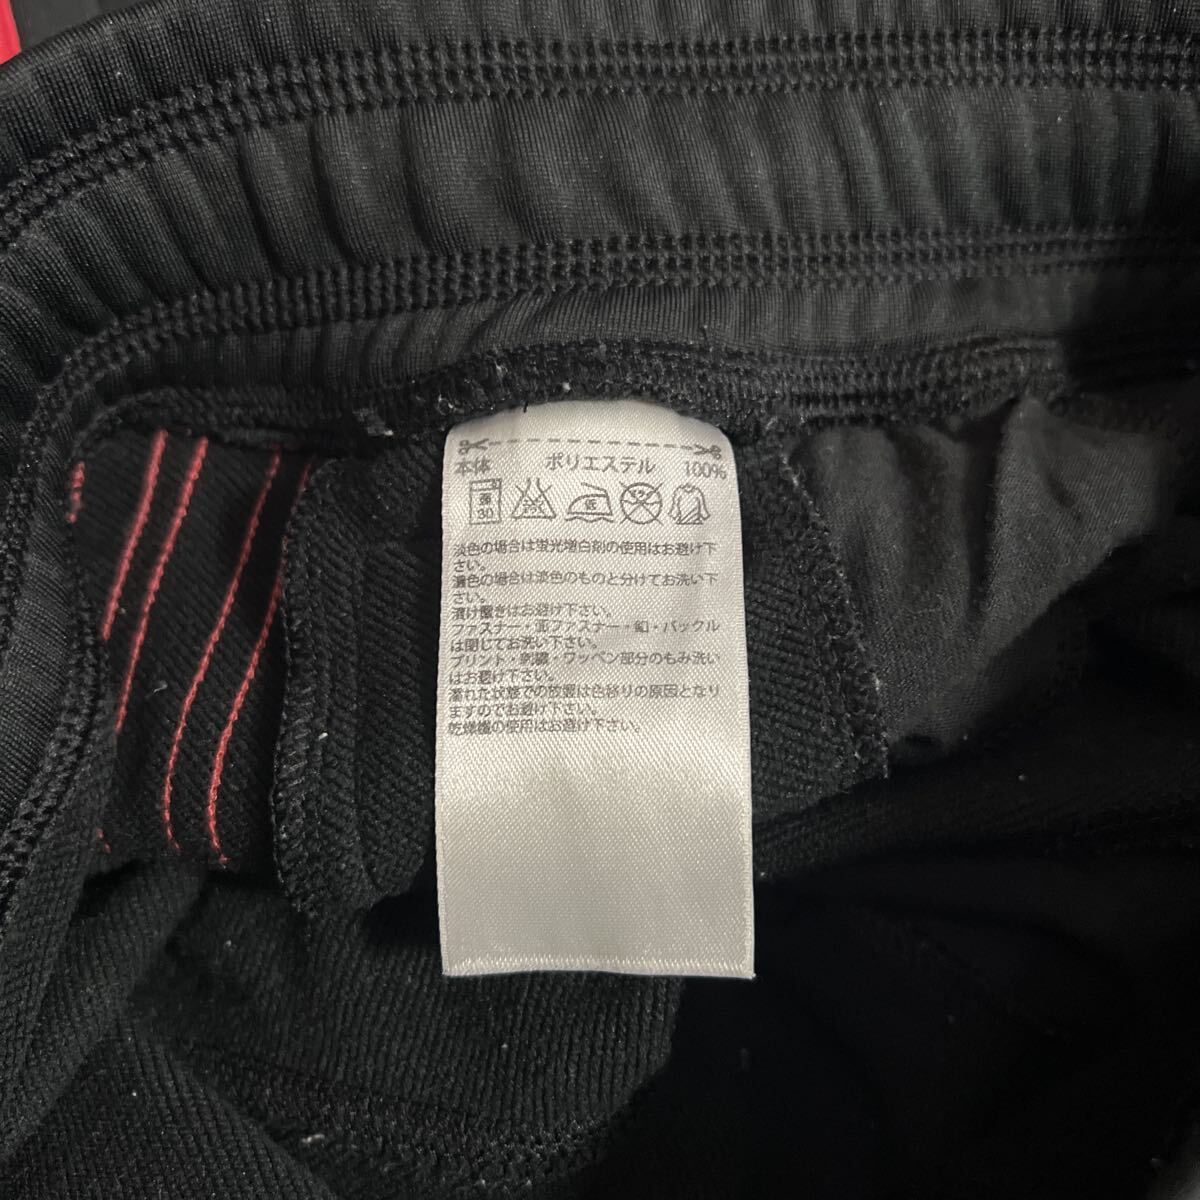 本体 ポリエステル 100%
30
淡色の場合は蛍光増白剤の使用はお避け下
さい。
濃色の場合は淡色のものと分けてお洗い下
さい。
漬け置きはお避け下さい。
ファスナー・面ファスナー・釦・バックル
は閉じてお洗い下さい。
プリント・刺繍・ワッペン部分のもみ洗い
はお避け下さい。
濡れた状態での放置は色移りの原因となり
ますのでお避け下さい。
乾燥機の使用はお避け下さい。